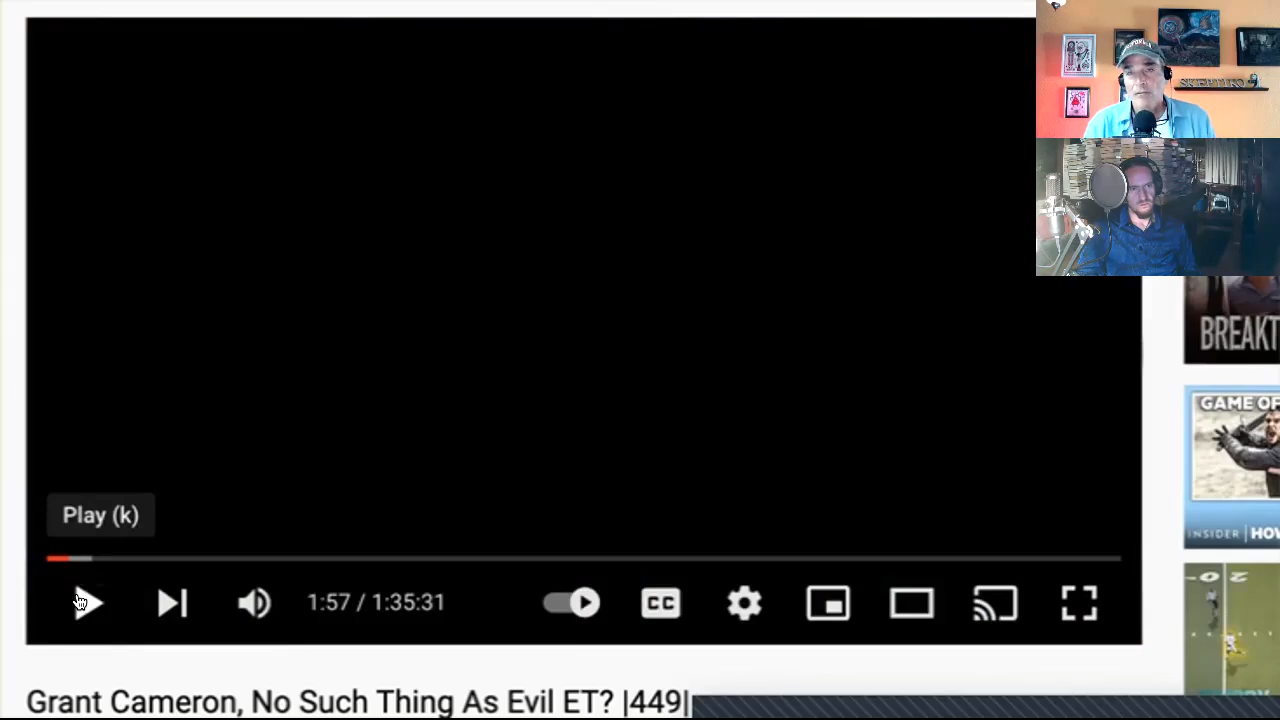 SKEPTIKO
BREAKT
GAME OF
INSIDER | HOW
Play (k)
1:57 / 1:35:31
CC
Grant Cameron, No Such Thing As Evil ET? |449|